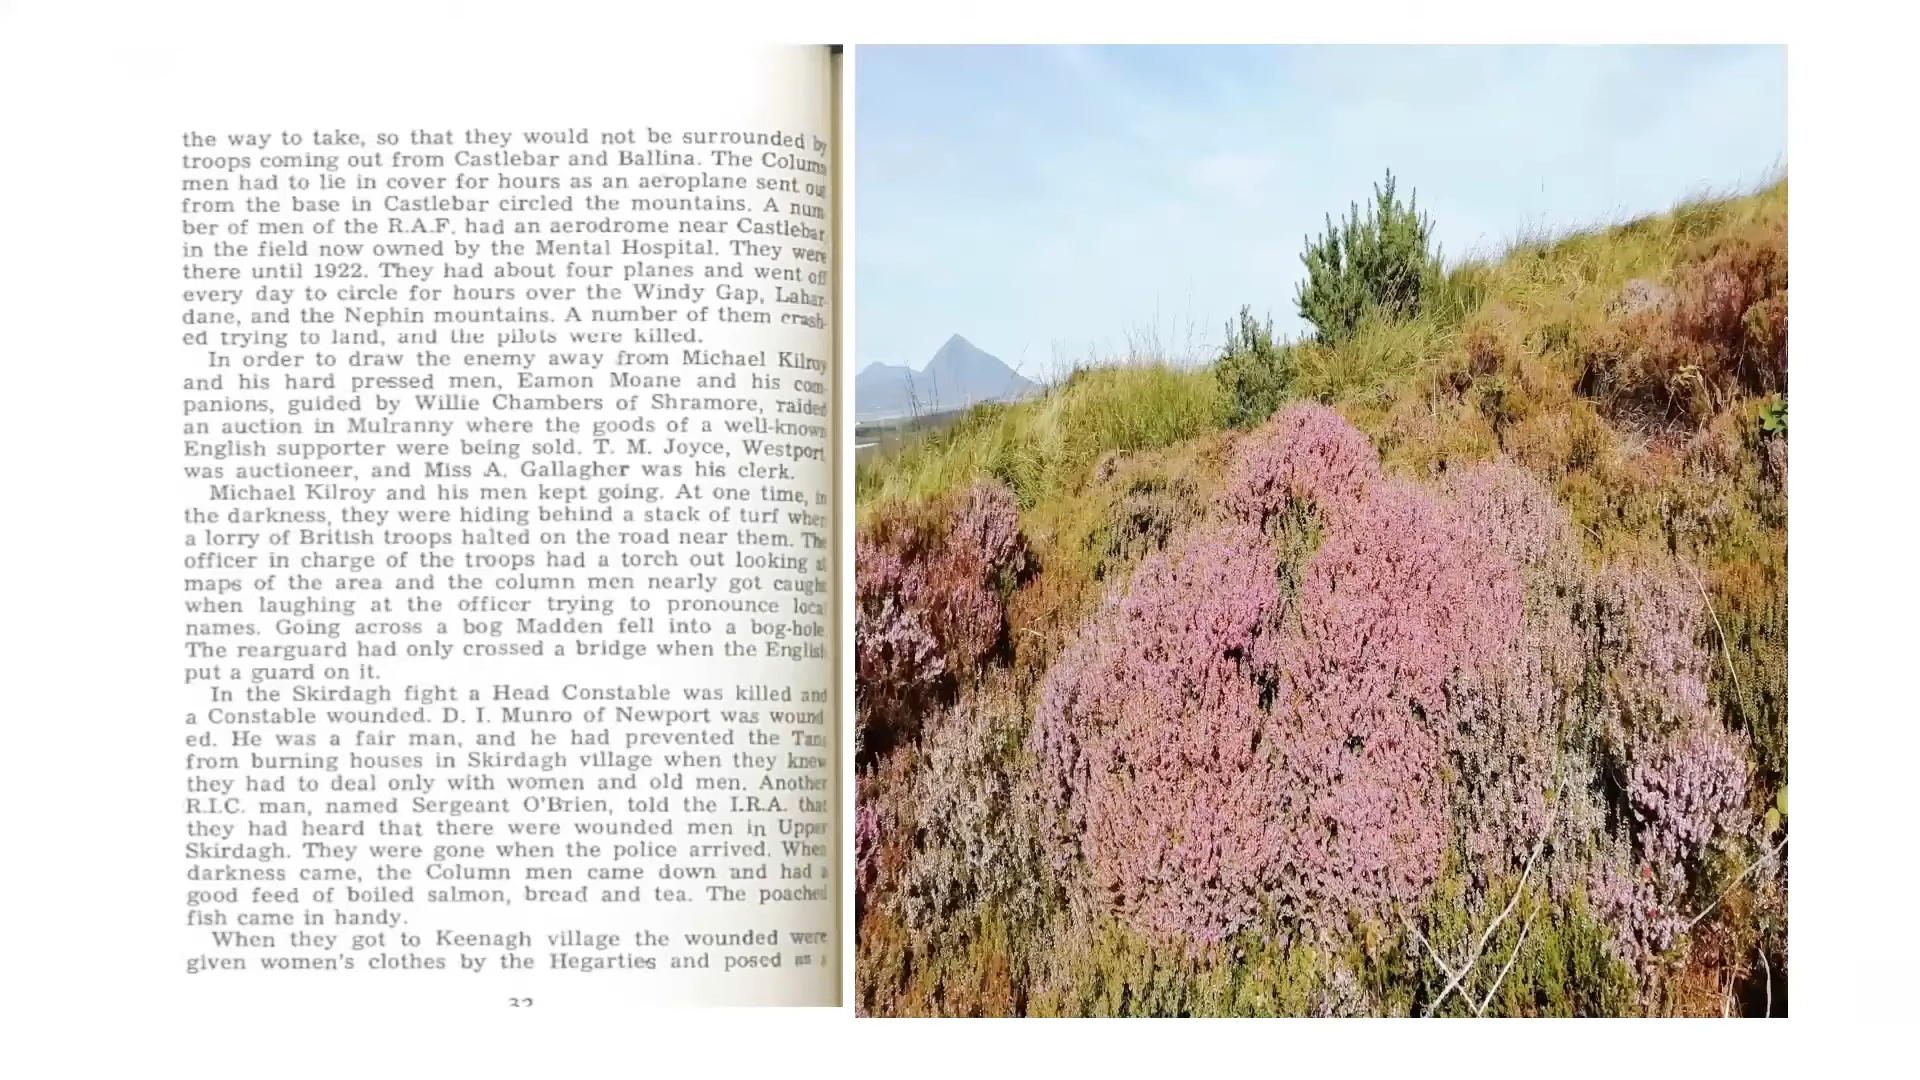 the way to take, so that they would not be surrounded by
troops coming out from Castlebar and Ballina. The Column
men had to lie in cover for hours as an aeroplane sent out
from the base in Castlebar circled the mountains. A num
ber of men of the R.A.F. had an aerodrome near Castlebar
in the field now owned by the Mental Hospital. They were
there until 1922. They had about four planes and went off
every day to circle for hours over the Windy Gap, Lahar-
dane, and the Nephin mountains. A number of them crash-
ed trying to land, and the pilots were killed.
In order to draw the enemy away from Michael Kilroy
and his hard pressed men, Eamon Moane and his com-
panions, guided by Willie Chambers of Shramore, raided
an auction in Mulranny where the goods of a well-known
English supporter were being sold. T. M. Joyce, Westport,
was auctioneer, and Miss A. Gallagher was his clerk.
Michael Kilroy and his men kept going. At one time, in
the darkness, they were hiding behind a stack of turf when
a lorry of British troops halted on the road near them. The
officer in charge of the troops had a torch out looking at
maps of the area and the column men nearly got caught
when laughing at the officer trying to pronounce local
names. Going across a bog Madden fell into a bog-hole.
The rearguard had only crossed a bridge when the English
put a guard on it.
In the Skirdagh fight a Head Constable was killed and
a Constable wounded. D. I. Munro of Newport was wound
ed. He was a fair man, and he had prevented the Tans
from burning houses in Skirdagh village when they knew
they had to deal only with women and old men. Another
R.I.C. man, named Sergeant O'Brien, told the I.R.A. that
they had heard that there were wounded men in Upper
Skirdagh. They were gone when the police arrived. When
darkness came, the Column men came down and had a
good feed of boiled salmon, bread and tea. The poached
fish came in handy.
When they got to Keenagh village the wounded were
given women's clothes by the Hegarties and posed as